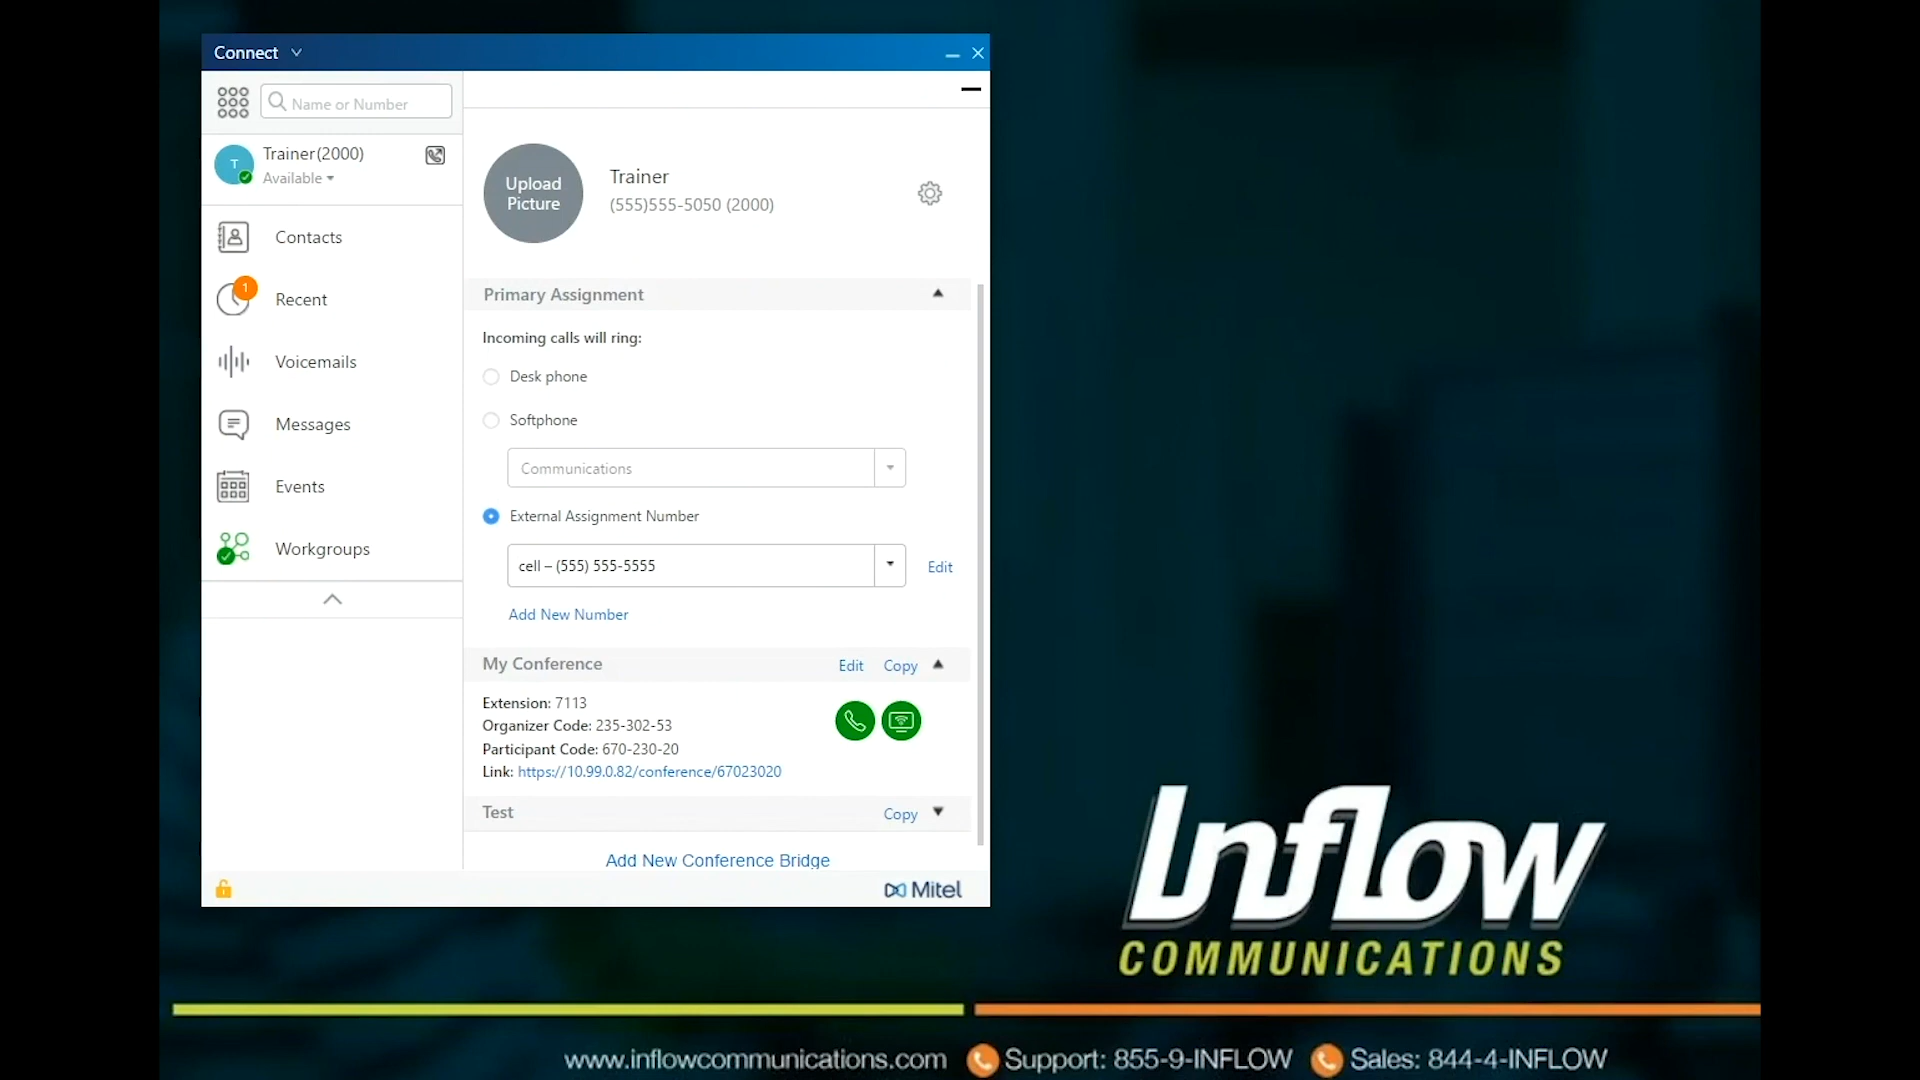 Connect
Name or Number
T
Trainer(2000)
Available
Contacts
1
Recent
Voicemails
Messages
Events
Workgroups
Upload
Picture
Trainer
(555)555-5050 (2000)
Primary Assignment
Incoming calls will ring:
Desk phone
Softphone
Communications
External Assignment Number
cell – (555) 555-5555
Edit
Add New Number
My Conference Edit Copy
Extension: 7113
Organizer Code: 235-302-53
Participant Code: 670-230-20
Link: https://10.99.0.82/conference/67023020
Test Copy
Add New Conference Bridge
Mitel
Inflow
COMMUNICATIONS
www.inflowcommunications.com Support: 855-9-INFLOW Sales: 844-4-INFLOW